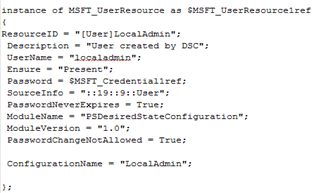 instance of MSFT_UserResource as $MSFT_UserResource1ref
{
ResourceID = "[User]LocalAdmin";
Description = "User created by DSC";
UserName = "localadmin";
Ensure = "Present";
Password = $MSFT_Credential1ref;
SourceInfo = "::19::9::User";
PasswordNeverExpires = True;
ModuleName = "PSDesiredStateConfiguration";
ModuleVersion = "1.0";
PasswordChangeNotAllowed = True;
ConfigurationName = "LocalAdmin";
};